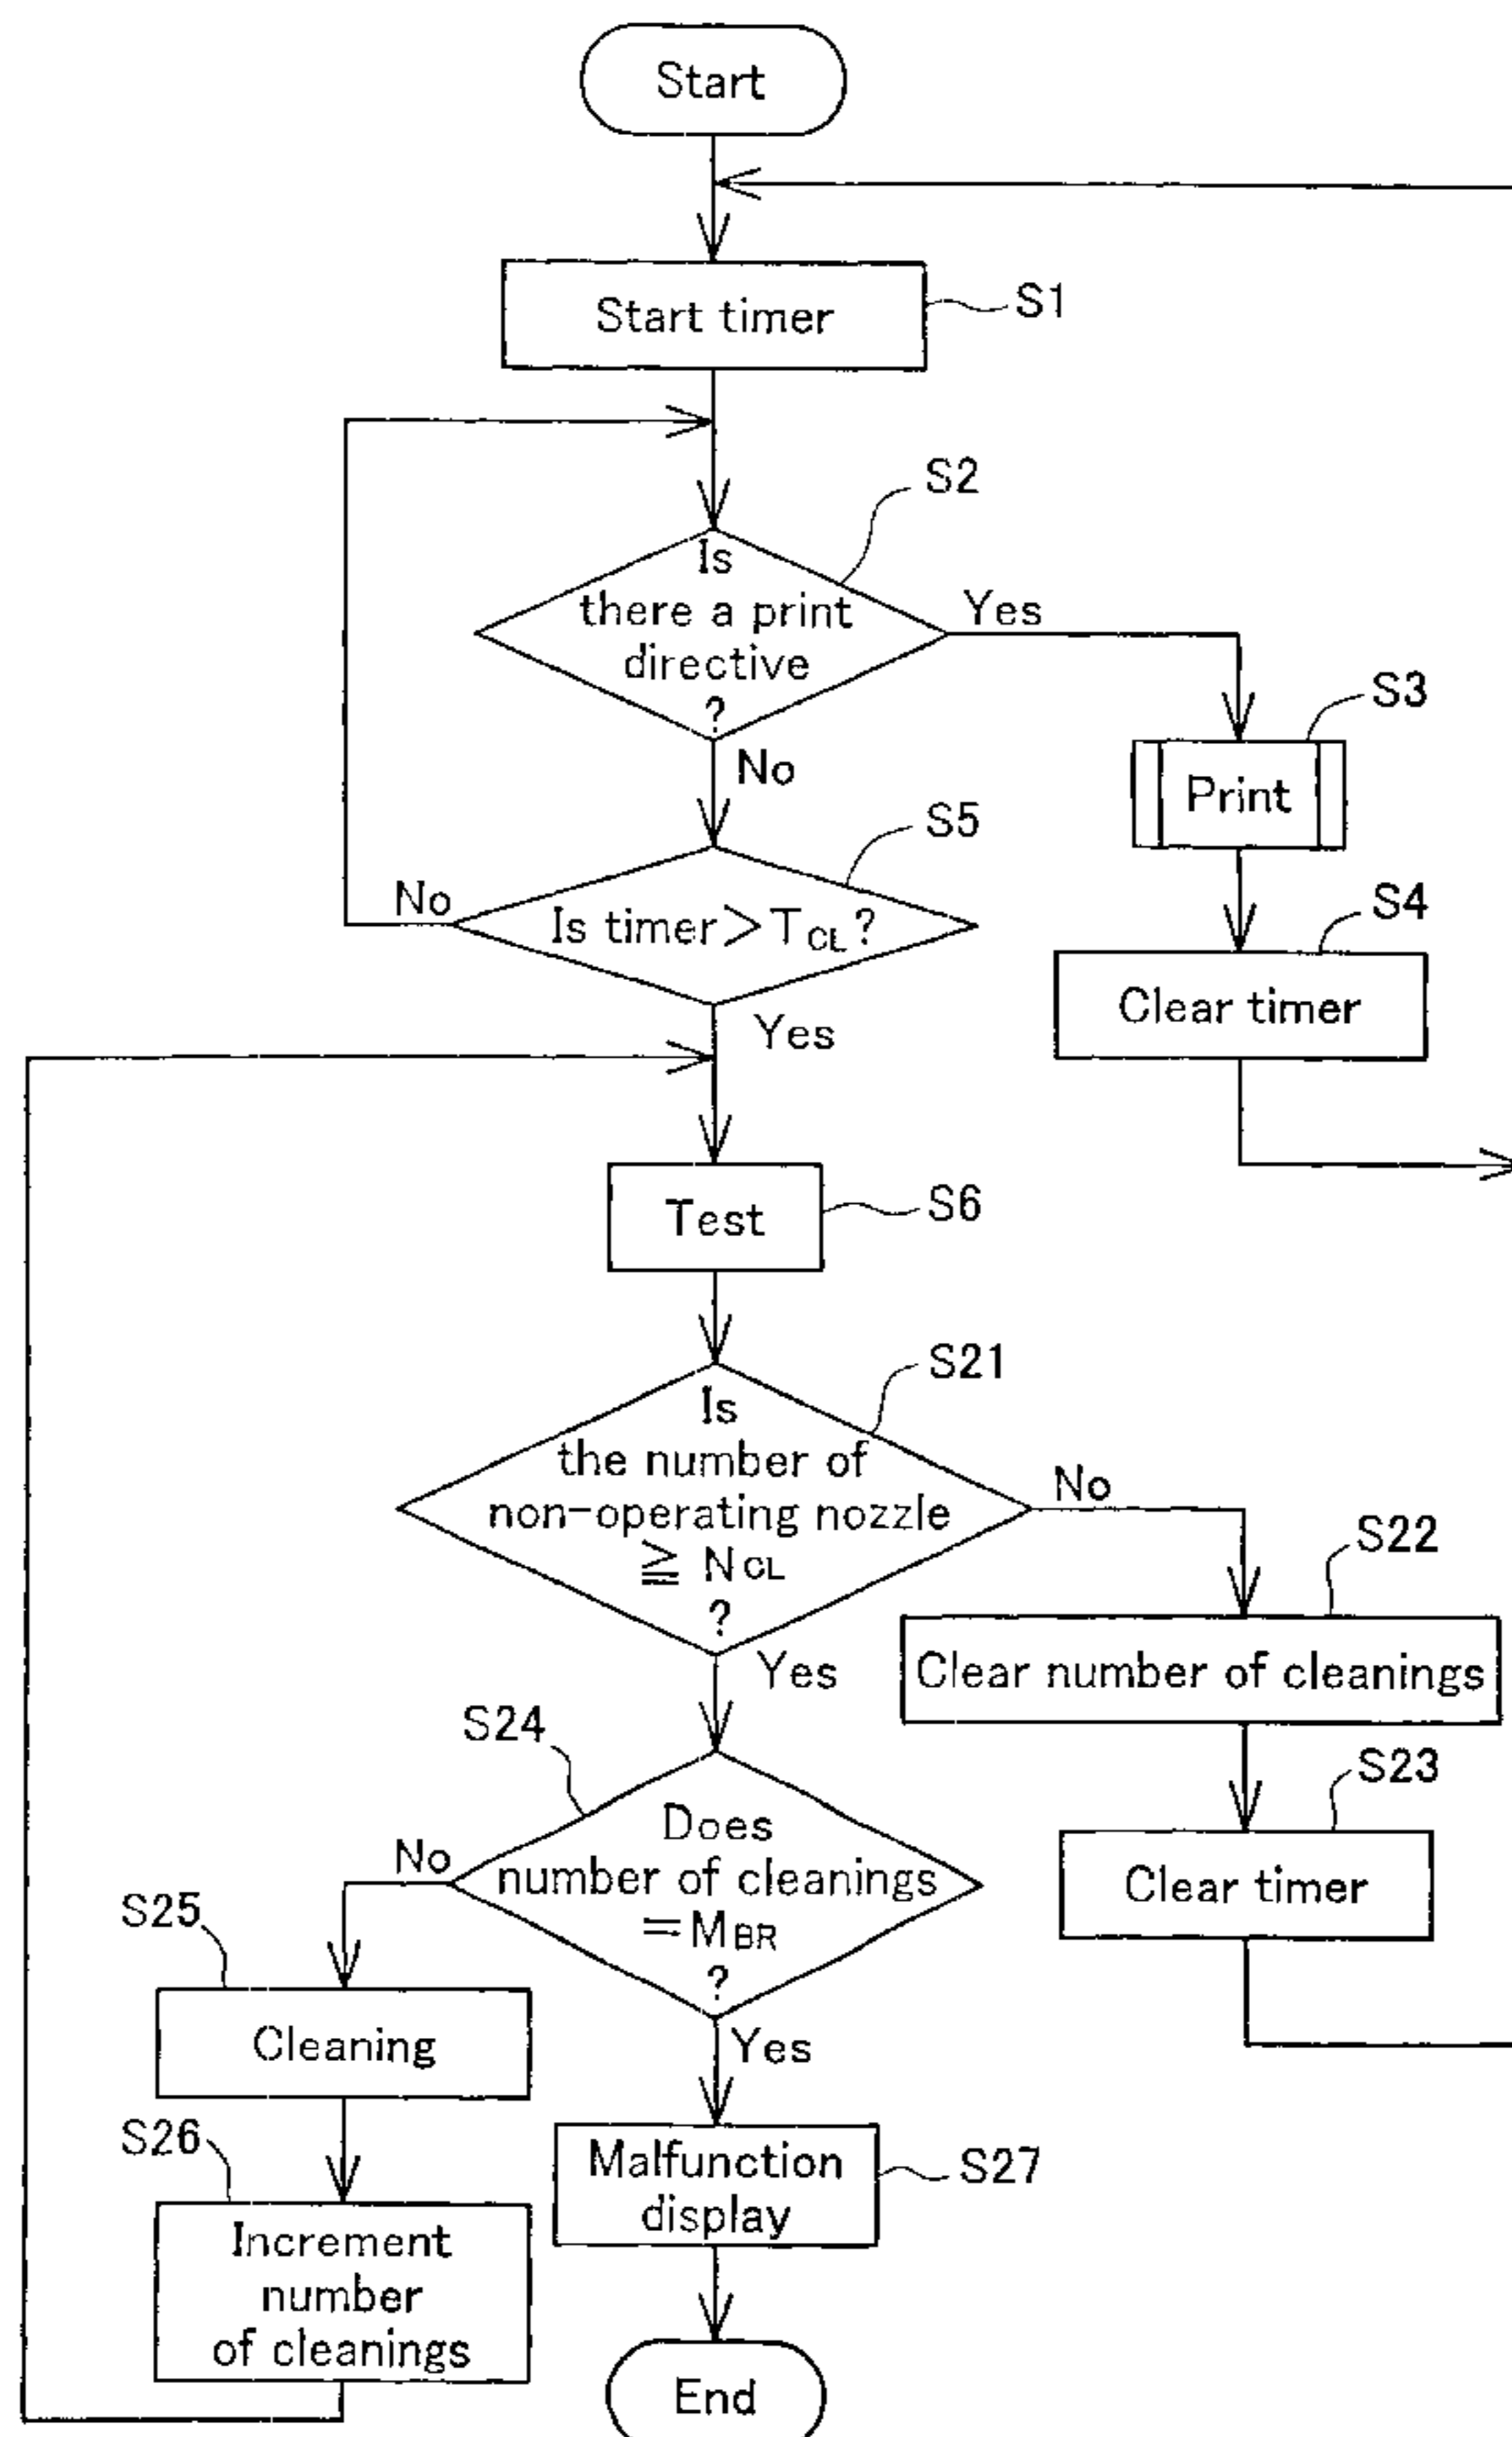 Start
Start timer
S1
S2
Is
there a print
directive
?
Yes
No
S3
Print
S5
Is timer＞TCL?
No
Yes
S4
Clear timer
Test
S6
S21
Is
the number of
non-operating nozzle
≧ NCL
?
No
Yes
S22
Clear number of cleanings
S23
Clear timer
S24
Does
number of cleanings
=MBR
?
No
Yes
S25
Cleaning
S26
Increment
number
of cleanings
Malfunction
display
S27
End